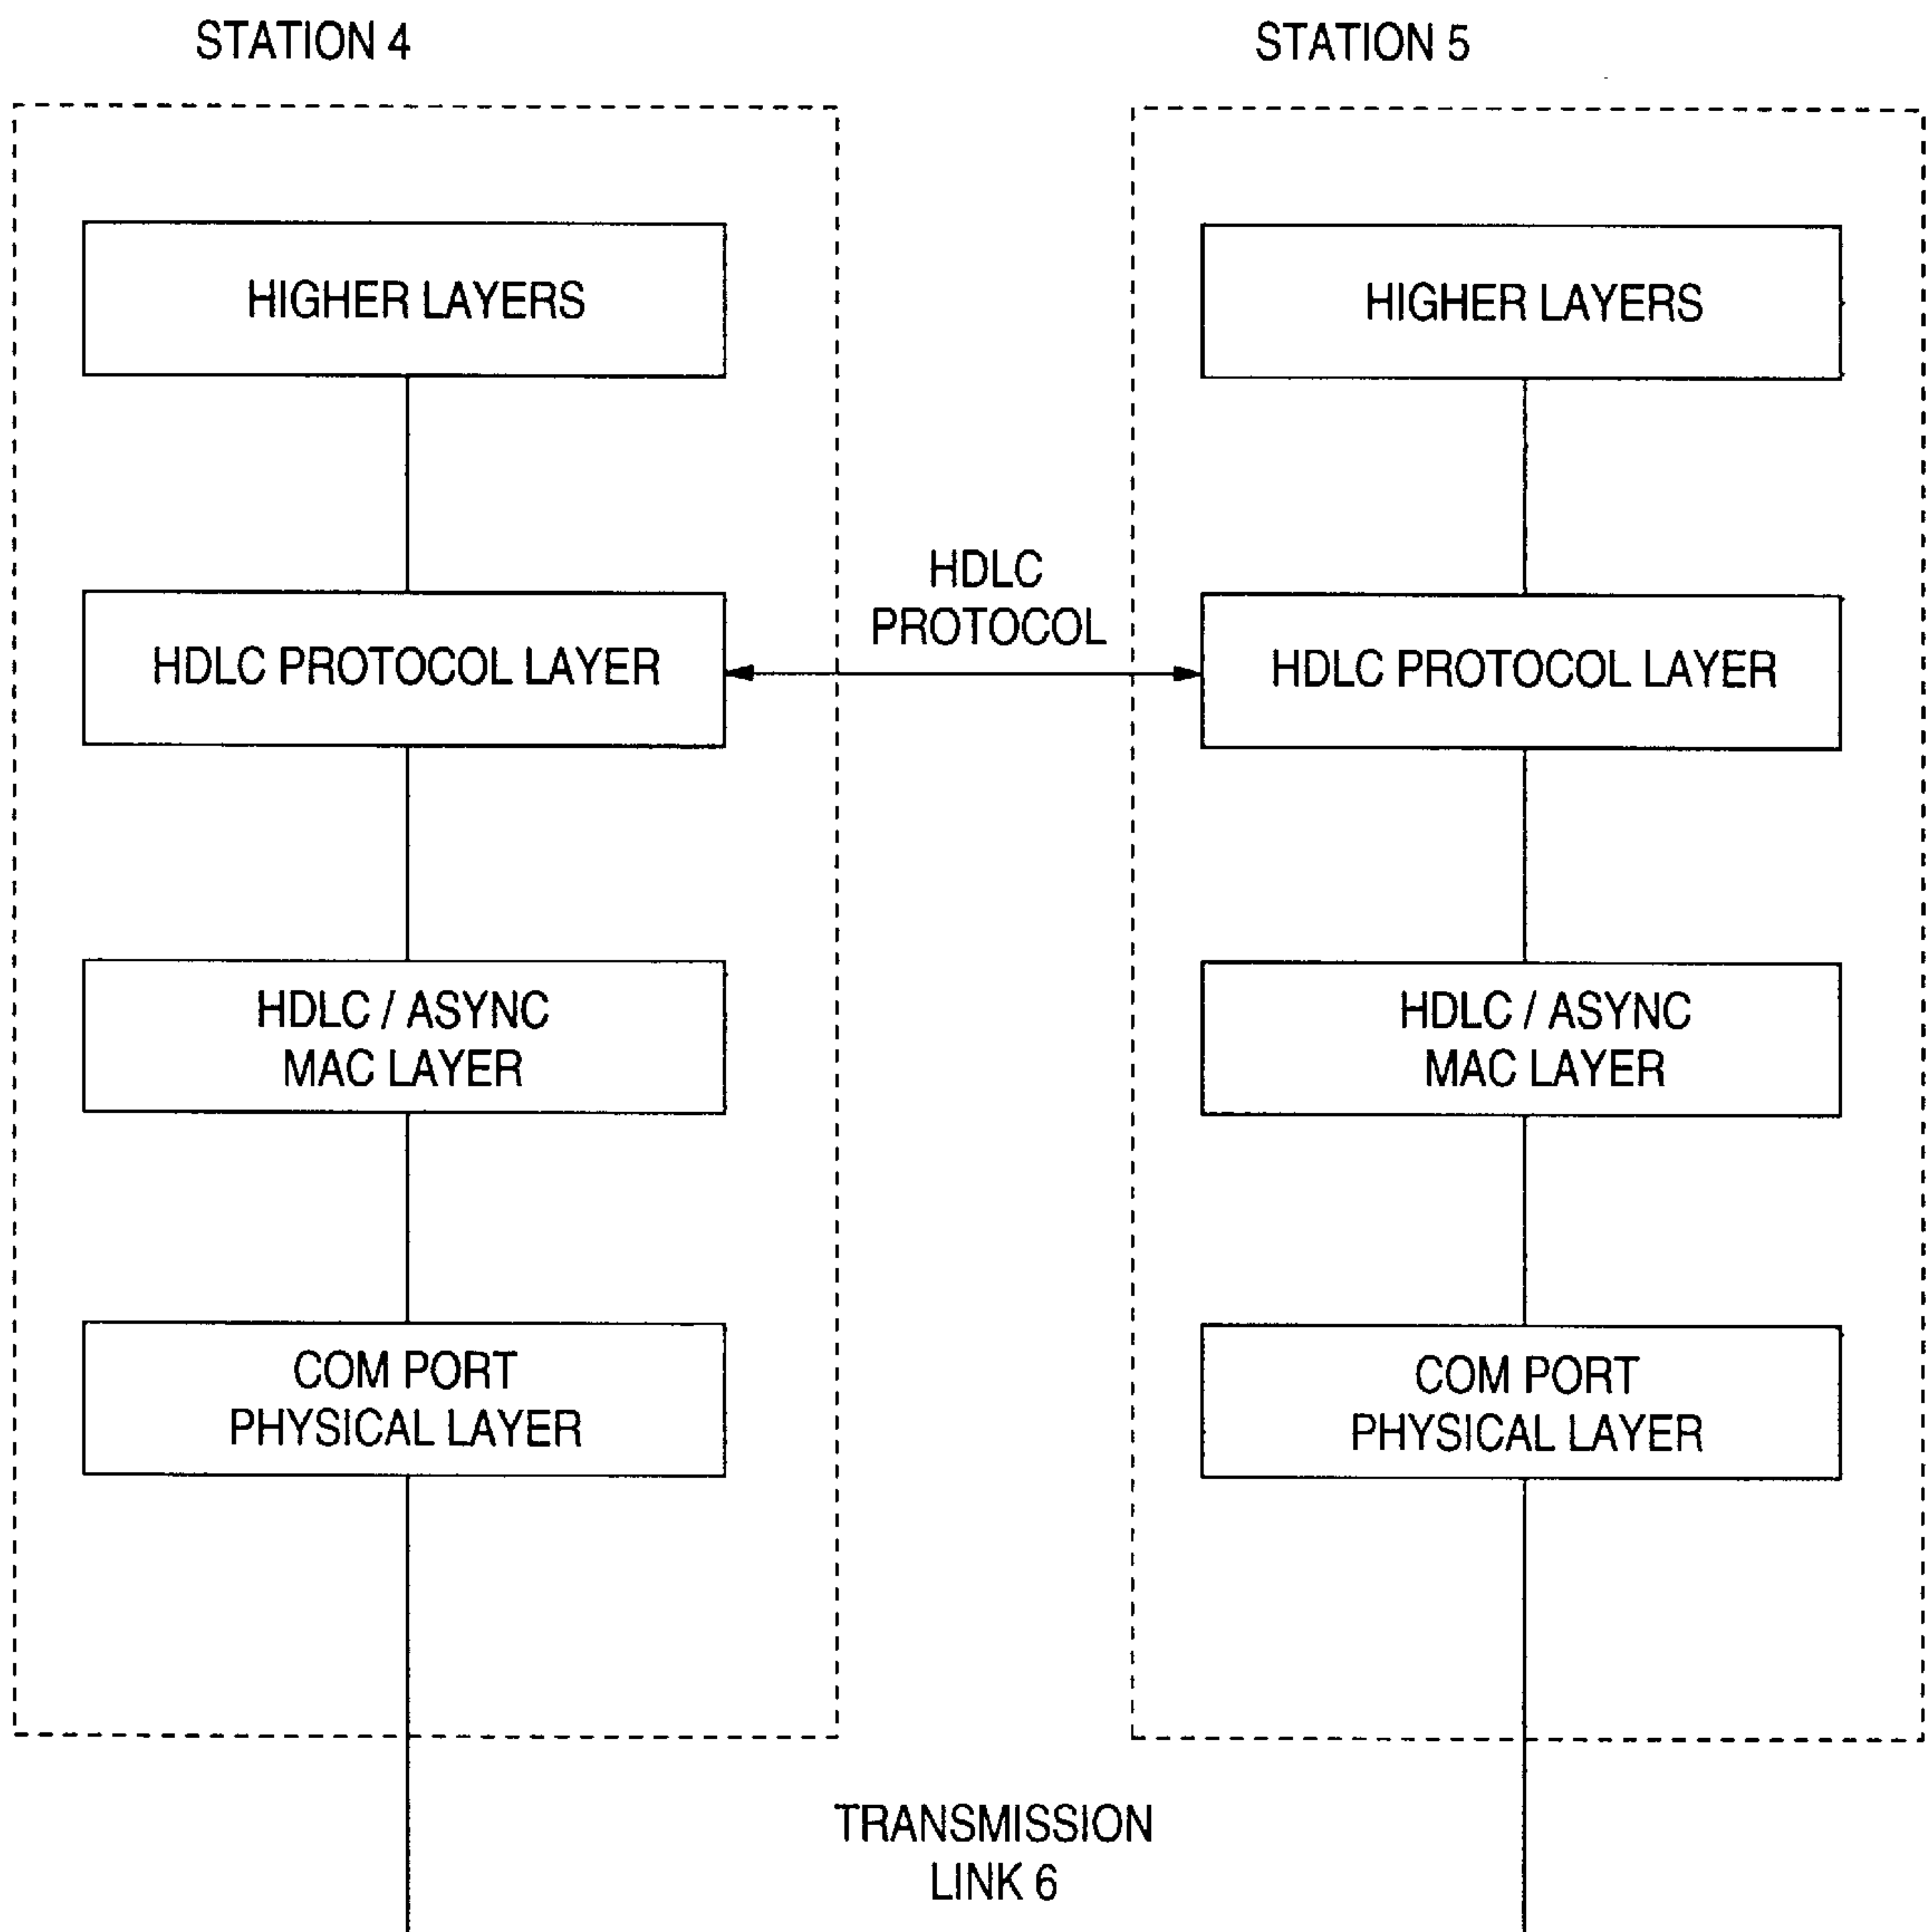 STATION 4
STATION 5
HIGHER LAYERS
HIGHER LAYERS
HDLC
PROTOCOL
HDLC PROTOCOL LAYER
HDLC PROTOCOL LAYER
HDLC / ASYNC
MAC LAYER
HDLC / ASYNC
MAC LAYER
COM PORT
PHYSICAL LAYER
COM PORT
PHYSICAL LAYER
TRANSMISSION
LINK 6